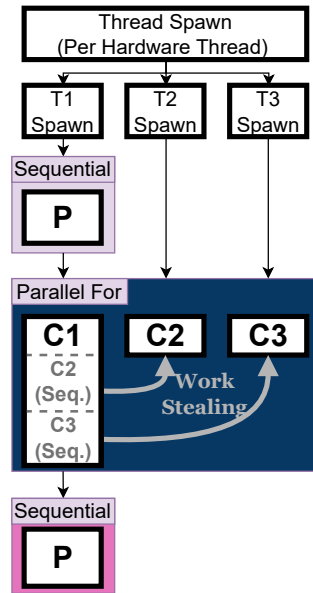 Thread Spawn
(Per Hardware Thread)
T1
Spawn
T2
Spawn
T3
Spawn
Sequential
P
Parallel For
C1
C2
(Seq.)
C3
(Seq.)
C2
C3
Work
Stealing
Sequential
P